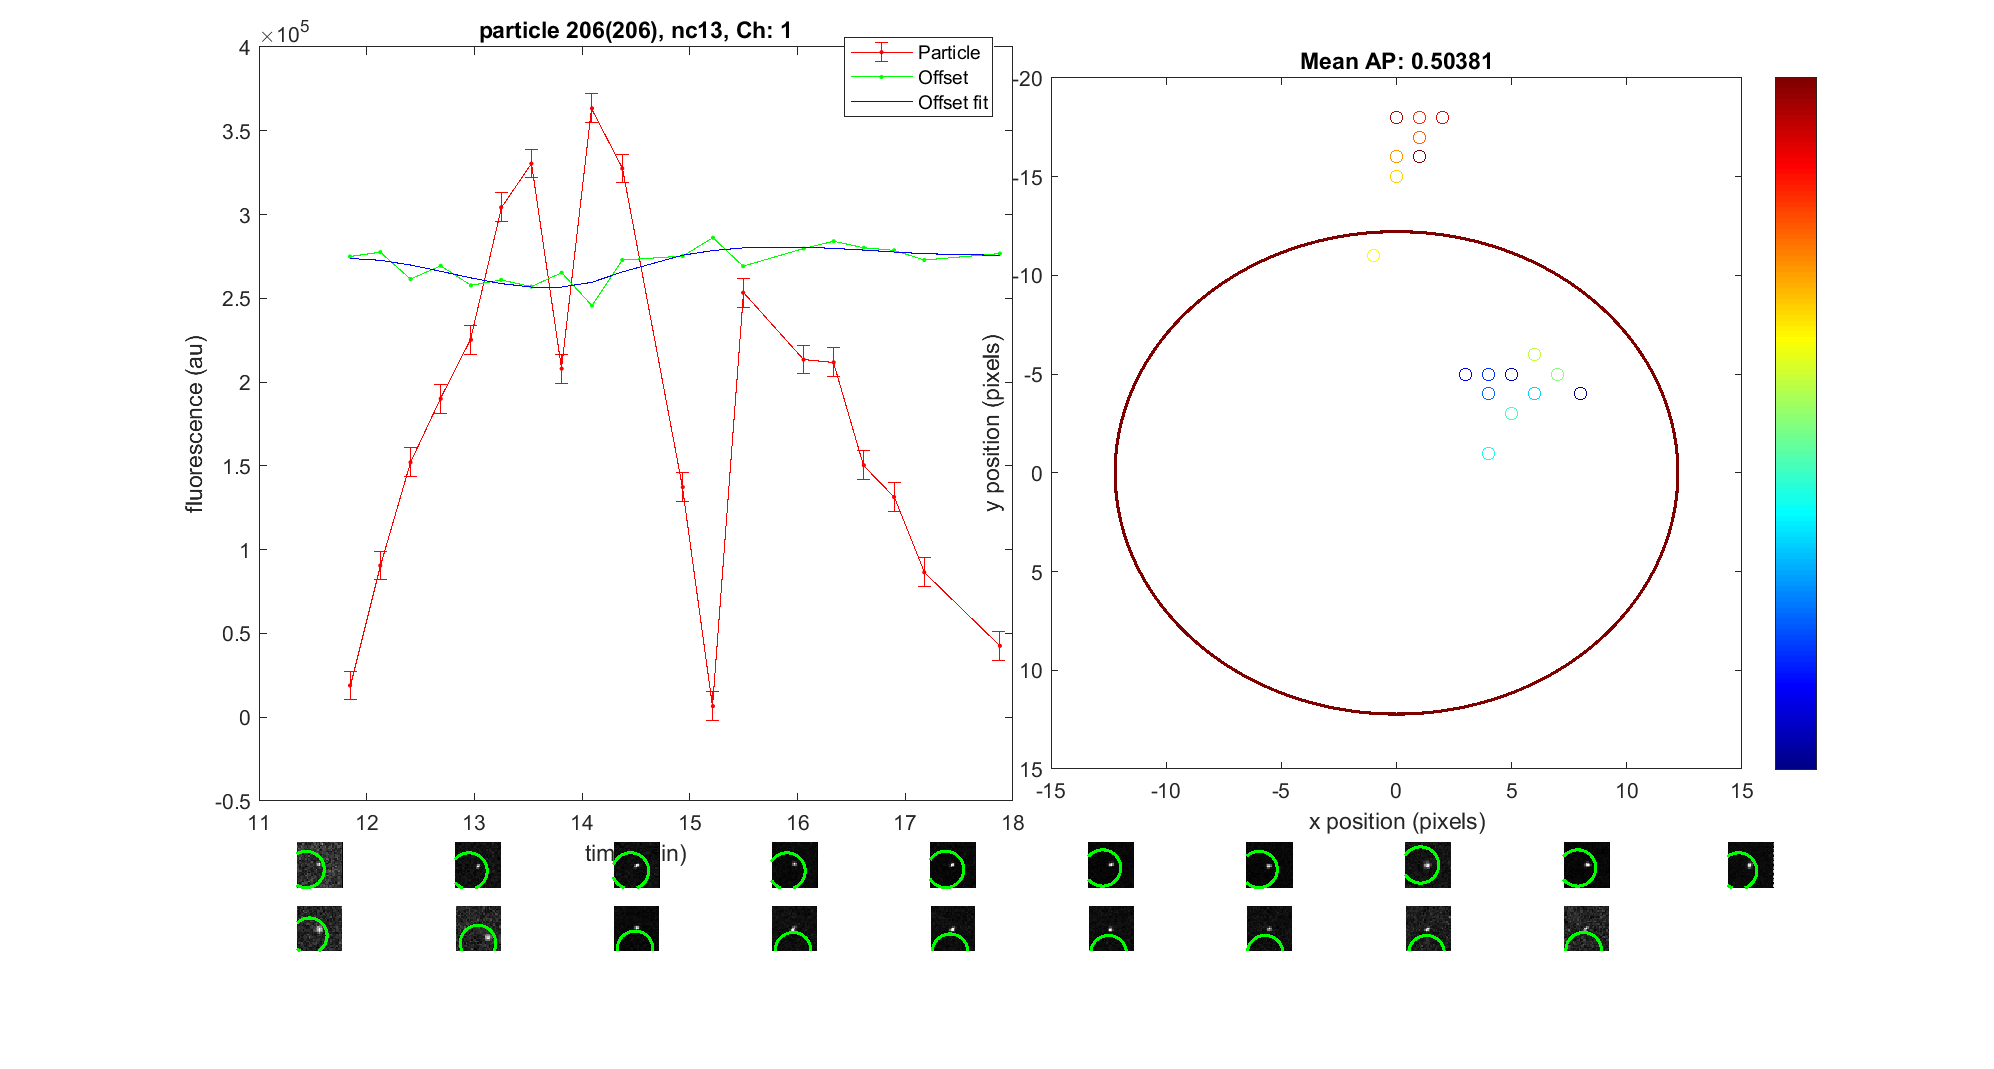 particle 206(206), nc13, Ch: 1
×10^5
4
3.5
3
2.5
2
1.5
1
0.5
0
-0.5
fluorescence (au)
11 12 13 14 15 16 17 18
Particle
Offset
Offset fit
Mean AP: 0.50381
-20
-15
-10
-5
0
5
10
15
y position (pixels)
-15 -10 -5 0 5 10 15
x position (pixels)